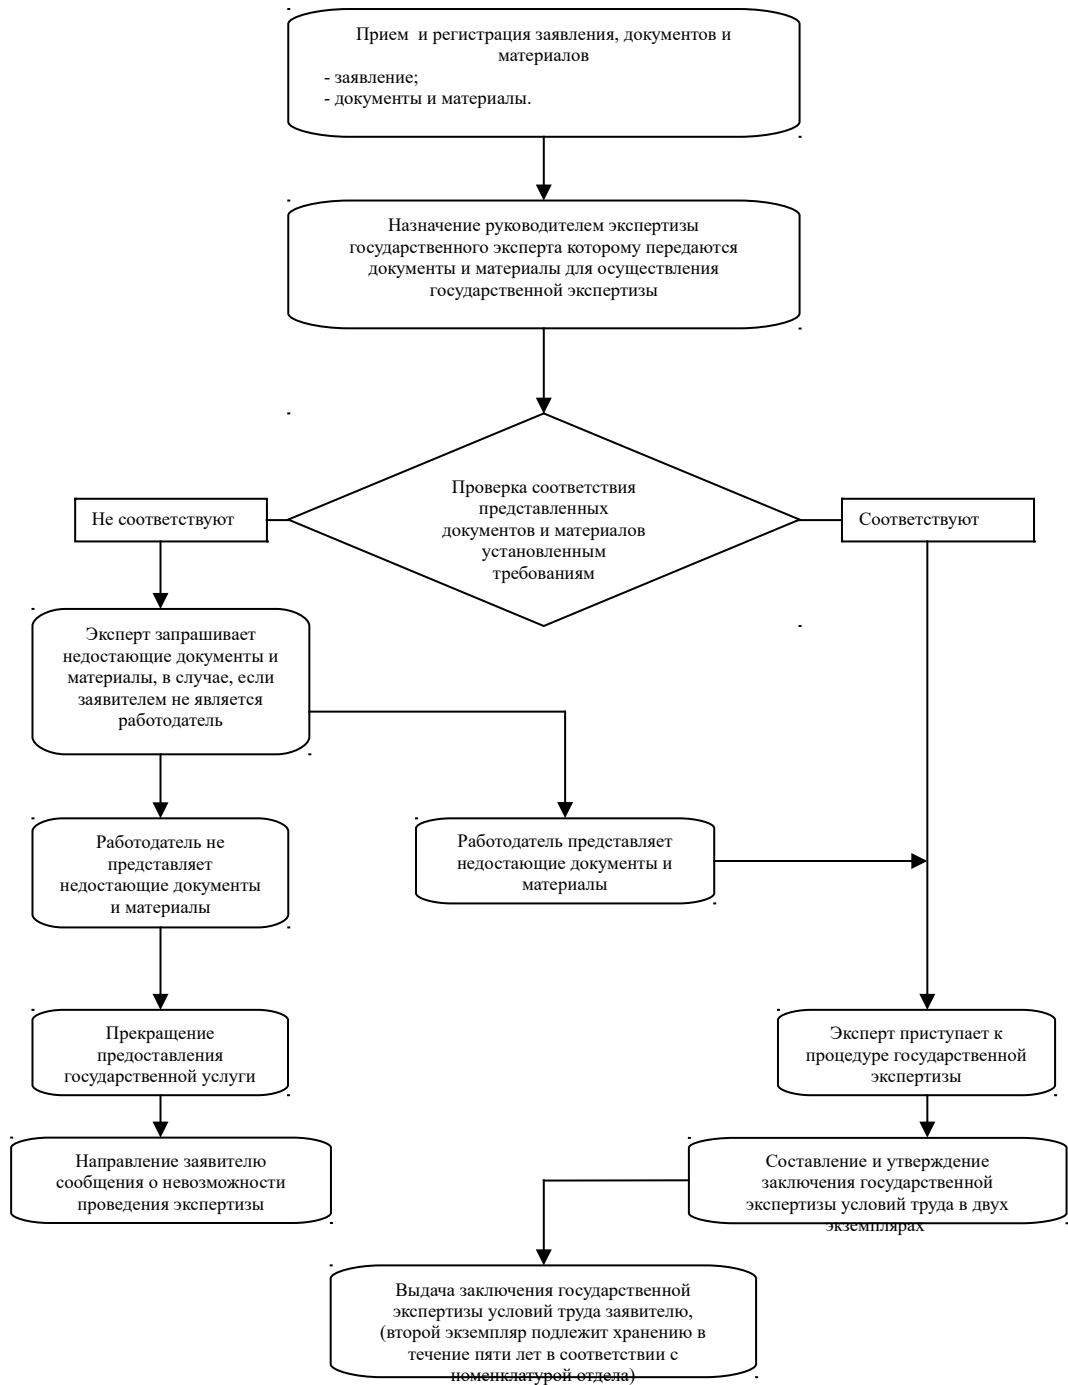 Прием и регистрация заявления, документов и
материалов
- заявление;
- документы и материалы.
Назначение руководителем экспертизы
государственного эксперта которому передаются
документы и материалы для осуществления
государственной экспертизы
Проверка соответствия
представленных
документов и материалов
установленным
требованиям
Не соответствуют
Соответствуют
Эксперт запрашивает
недостающие документы и
материалы, в случае, если
заявителем не является
работодатель
Работодатель не
представляет
недостающие документы
и материалы
Работодатель представляет
недостающие документы и
материалы
Прекращение
предоставления
государственной услуги
Эксперт приступает к
процедуре государственной
экспертизы
Направление заявителю
сообщения о невозможности
проведения экспертизы
Составление и утверждение
заключения государственной
экспертизы условий труда в двух
экземплярах
Выдача заключения государственной
экспертизы условий труда заявителю,
(второй экземпляр подлежит хранению в
течение пяти лет в соответствии с
номенклатурой отдела)